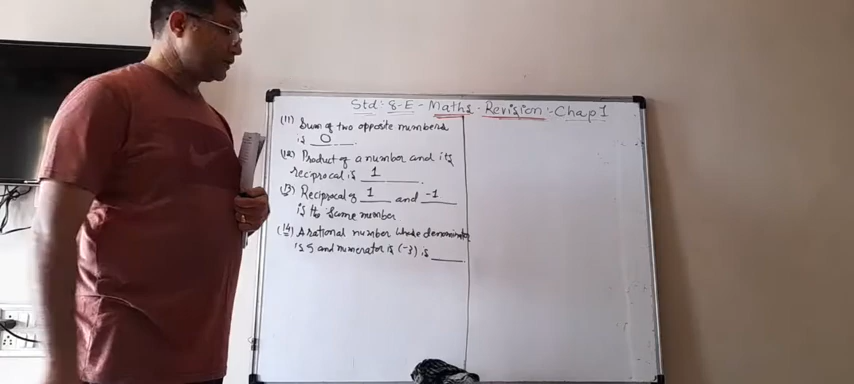 Std:- 8-E - Maths - Revision :- Chap 1
(11) Sum of two opposite numbers
is 0.
(12) Product of a number and its
reciprocal is 1.
(13) Reciprocal of 1 and -1
is the same number
(14) A rational number whose denominator
is 5 and numerator is (-3) is ____.